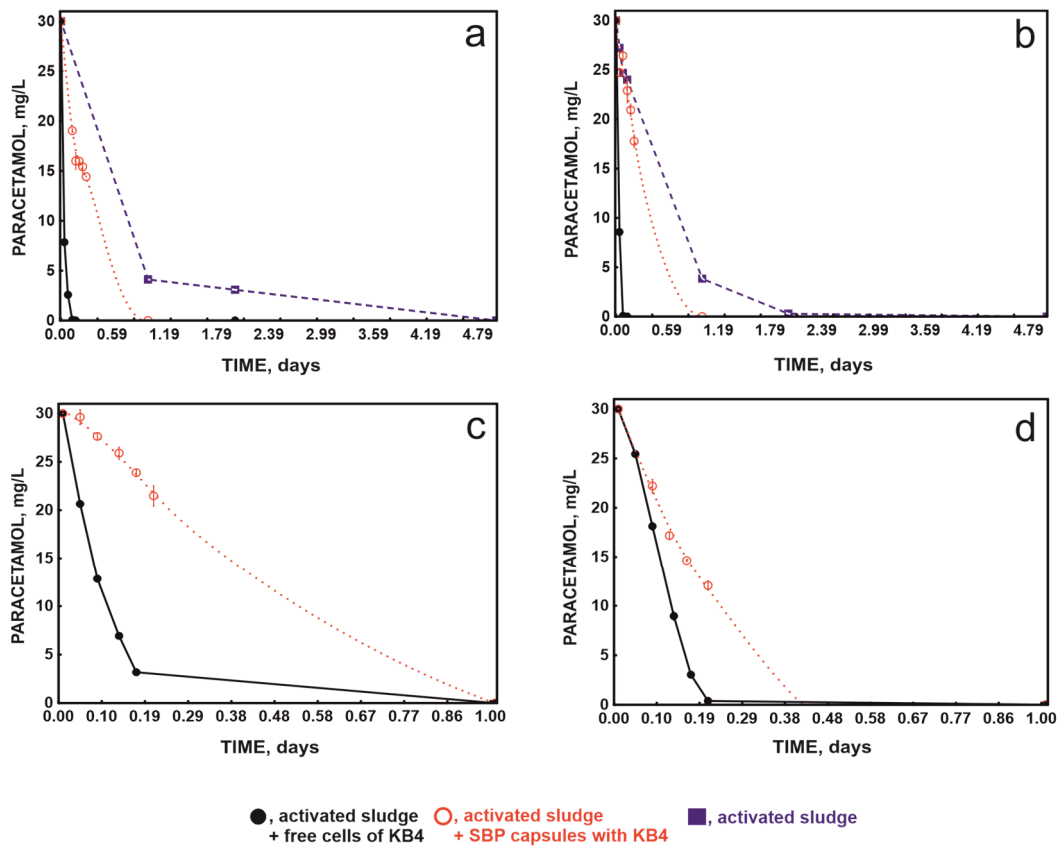 a
30
25
20
15
10
5
0
PARACETAMOL, mg/L
0.00 0.59 1.19 1.79 2.39 2.99 3.59 4.19 4.79
TIME, days
b
30
25
20
15
10
5
0
PARACETAMOL, mg/L
0.00 0.59 1.19 1.79 2.39 2.99 3.59 4.19 4.79
TIME, days
c
30
25
20
15
10
5
0
PARACETAMOL, mg/L
0.00 0.10 0.19 0.29 0.38 0.48 0.58 0.67 0.77 0.86 1.00
TIME, days
d
30
25
20
15
10
5
0
PARACETAMOL, mg/L
0.00 0.10 0.19 0.29 0.38 0.48 0.58 0.67 0.77 0.86 1.00
TIME, days
, activated sludge
+ free cells of KB4
, activated sludge
+ SBP capsules with KB4
, activated sludge